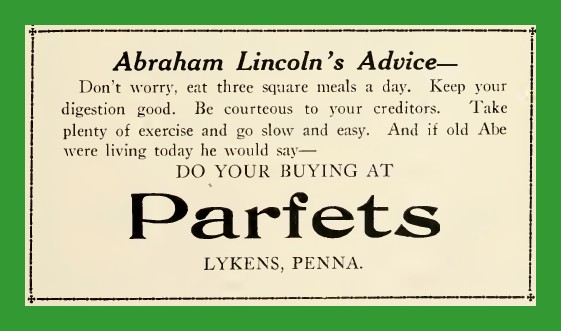 Abraham Lincoln's Advice—
Don't worry, eat three square meals a day. Keep your
digestion good. Be courteous to your creditors. Take
plenty of exercise and go slow and easy. And if old Abe
were living today he would say—
DO YOUR BUYING AT
Parfets
LYKENS, PENNA.